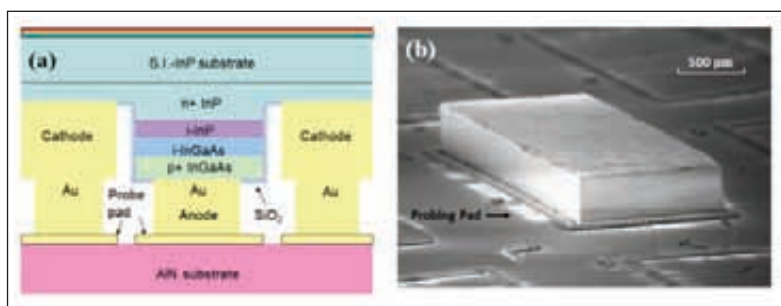 (a)
S.I.-InP substrate
n+ InP
Cathode
Cathode
i-InP
i-InGaAs
p+ InGaAs
Au
Probe pad
Au
Anode
SiO₂
Au
AlN substrate
(b)
500 µm
Probing Pad